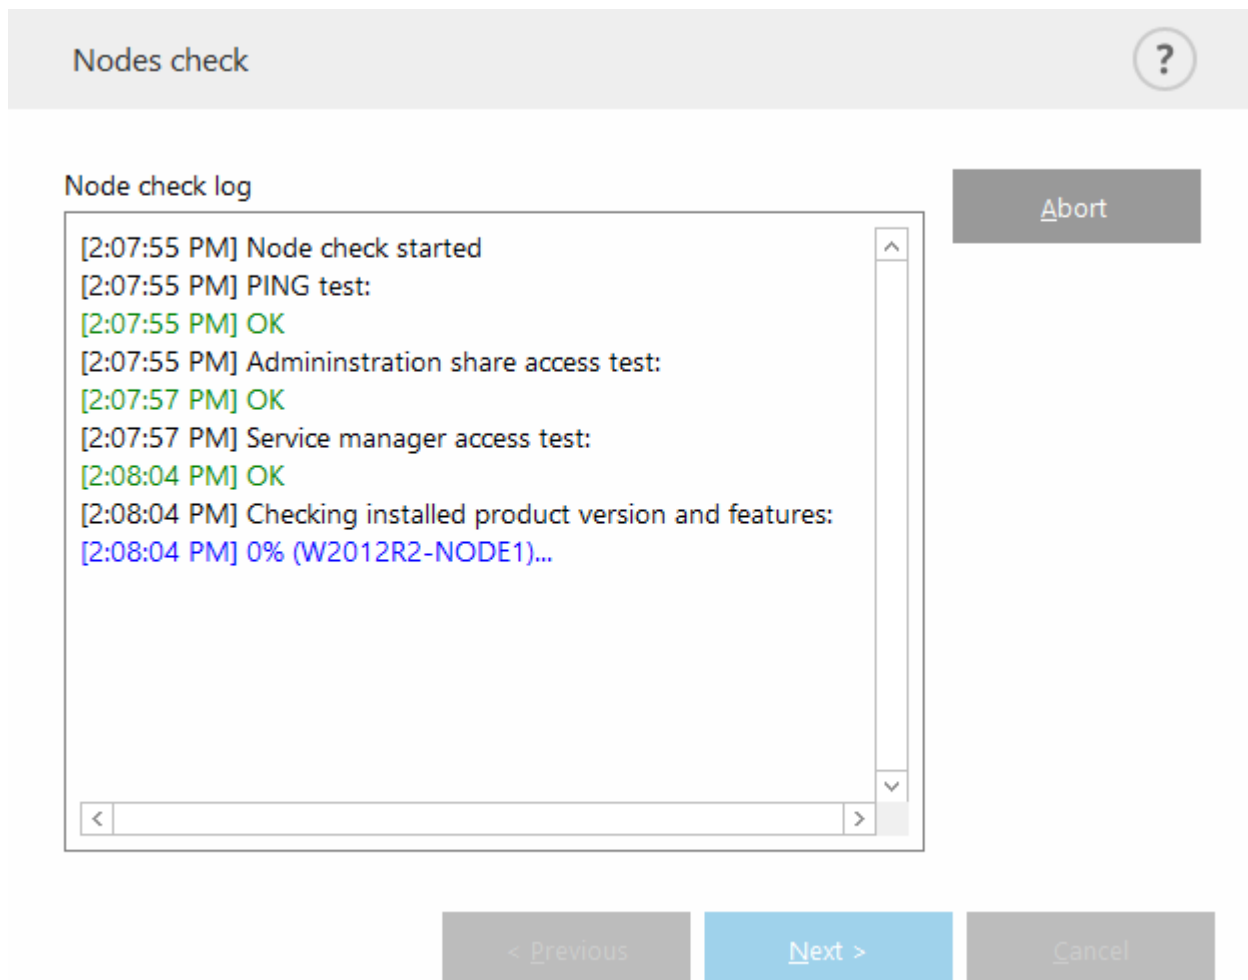 Nodes check
?
Node check log
Abort
[2:07:55 PM] Node check started
[2:07:55 PM] PING test:
[2:07:55 PM] OK
[2:07:55 PM] Admininstration share access test:
[2:07:57 PM] OK
[2:07:57 PM] Service manager access test:
[2:08:04 PM] OK
[2:08:04 PM] Checking installed product version and features:
[2:08:04 PM] 0% (W2012R2-NODE1)...
< Previous
Next >
Cancel